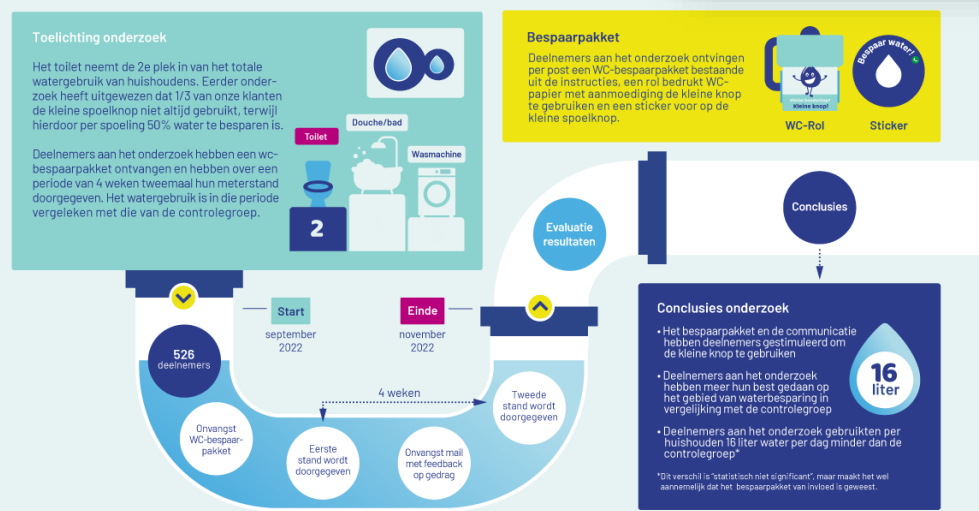 Toelichting onderzoek
Het toilet neemt de 2e plek in van het totale
watergebruik van huishoudens. Eerder onder-
zoek heeft uitgewezen dat 1/3 van onze klanten
de kleine spoelknop niet altijd gebruikt, terwijl
hierdoor per spoeling 50% water te besparen is.
Deelnemers aan het onderzoek hebben een wc-
bespaarpakket ontvangen en hebben over een
periode van 4 weken tweemaal hun meterstand
doorgegeven. Het watergebruik is in die periode
vergeleken met die van de controlegroep.
Toilet
Douche/bad
Wasmachine
2
Bespaarpakket
Deelnemers aan het onderzoek ontvingen
per post een WC-bespaarpakket bestaande
uit de instructies, een rol bedrukt WC-
papier met aanmoediging de kleine knop
te gebruiken en een sticker voor op de
kleine spoelknop.
Kleine boodschap?
Kleine knop!
WC-Rol
Bespaar water!
Sticker
Start
september
2022
Einde
november
2022
526
deelnemers
Onvangst
WC-bespaar-
pakket
Eerste
stand wordt
doorgegeven
4 weken
Onvangst mail
met feedback
op gedrag
Tweede
stand wordt
doorgegeven
Evaluatie
resultaten
Conclusies
Conclusies onderzoek
• Het bespaarpakket en de communicatie
hebben deelnemers gestimuleerd om
de kleine knop te gebruiken
• Deelnemers aan het onderzoek
hebben meer hun best gedaan op
het gebied van waterbesparing in
vergelijking met de controlegroep
• Deelnemers aan het onderzoek gebruikten per
huishouden 16 liter water per dag minder dan de
controlegroep*
*Dit verschil is “statistisch niet significant”, maar maakt het wel
aannemelijk dat het bespaarpakket van invloed is geweest.
16
liter